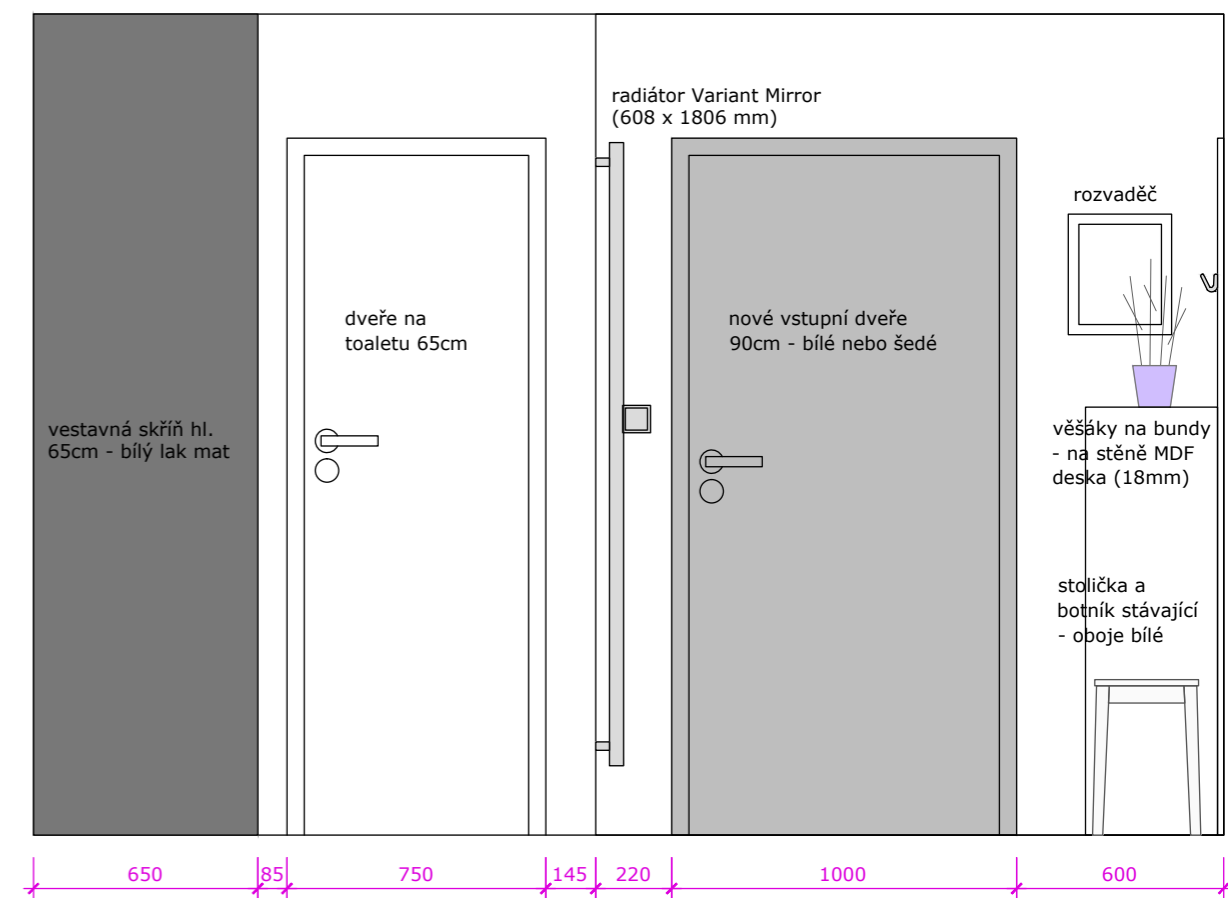 radiátor Variant Mirror
(608 x 1806 mm)
rozvaděč
dveře na
toaletu 65cm
nové vstupní dveře
90cm - bílé nebo šedé
vestavná skříň hl.
65cm - bílý lak mat
věšáky na bundy
- na stěně MDF
deska (18mm)
stolička a
botník stávající
- oboje bílé
650
85
750
145
220
1000
600